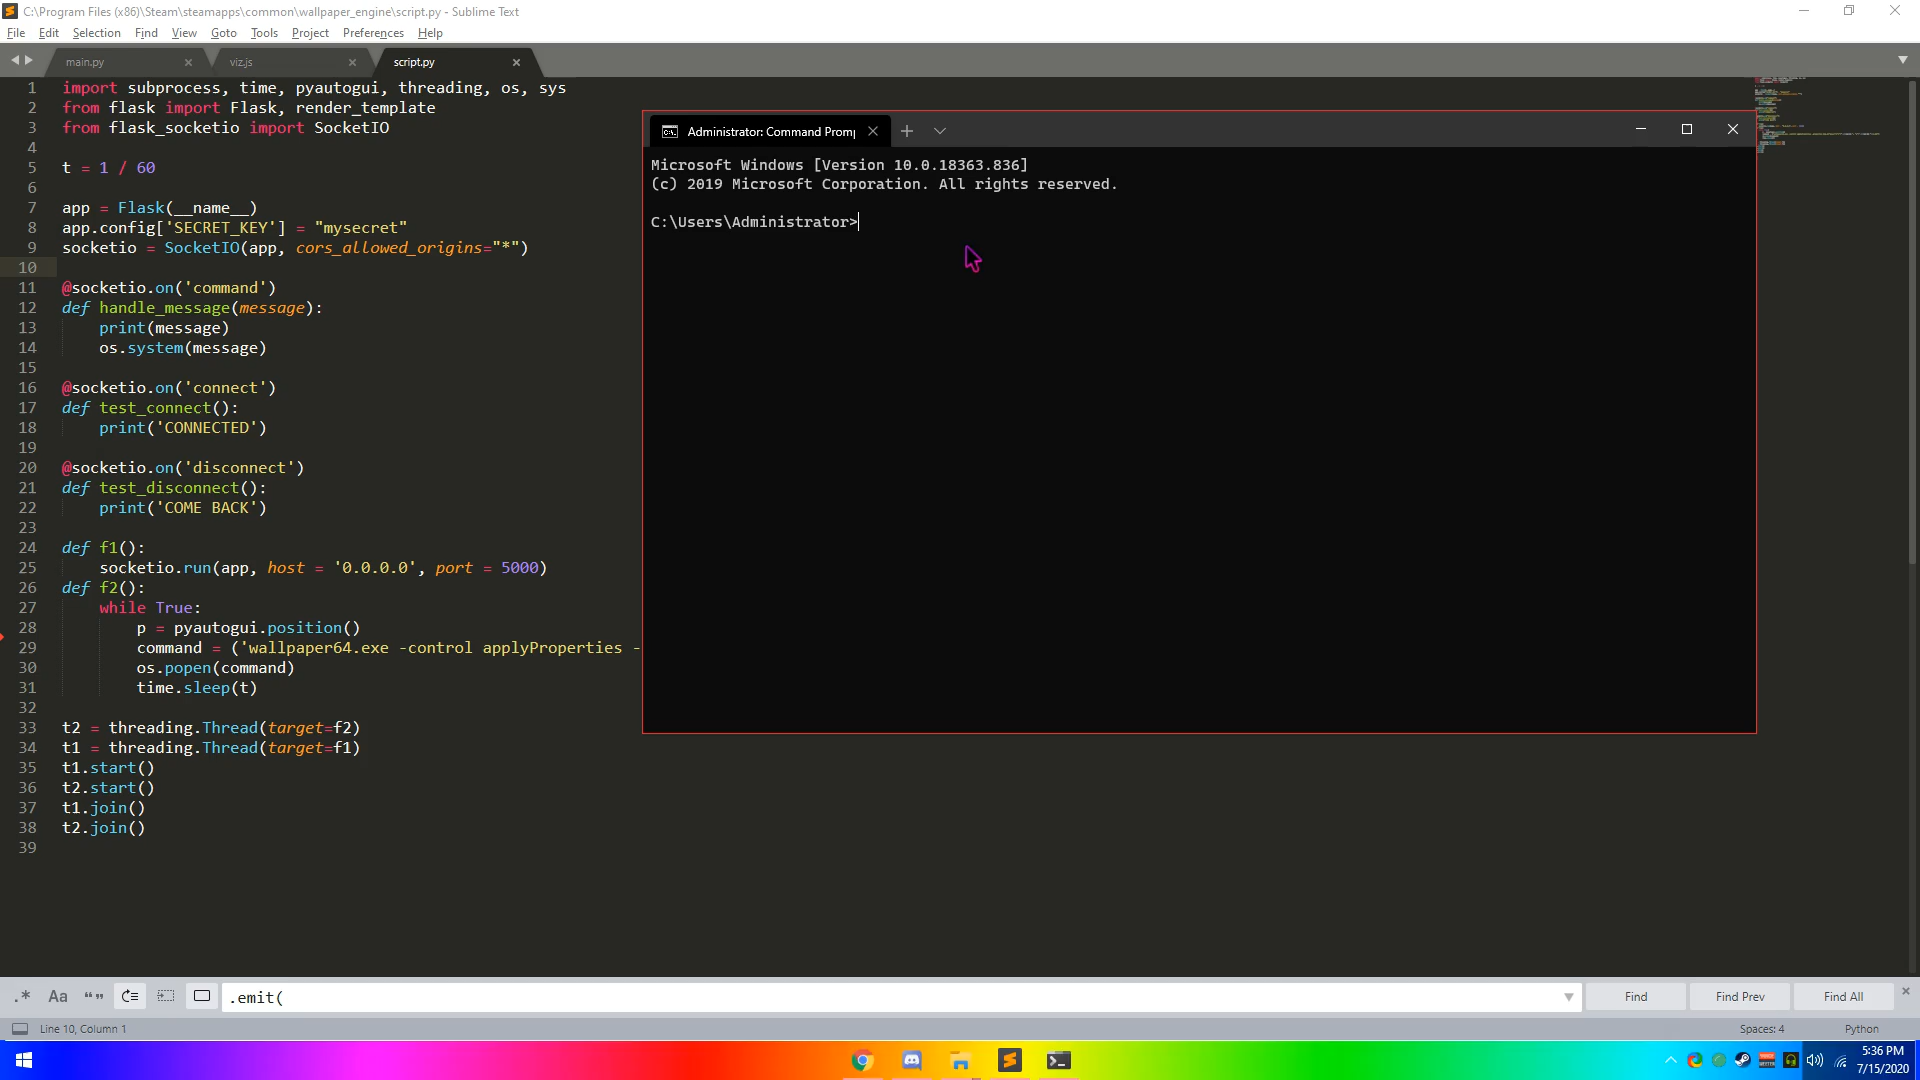 C:\Program Files (x86)\Steam\steamapps\common\wallpaper_engine\script.py - Sublime Text
File Edit Selection Find View Goto Tools Project Preferences Help
main.py viz.js script.py
1 import subprocess, time, pyautogui, threading, os, sys
2 from flask import Flask, render_template
3 from flask_socketio import SocketIO
4
5 t = 1 / 60
6
7 app = Flask(__name__)
8 app.config['SECRET_KEY'] = "mysecret"
9 socketio = SocketIO(app, cors_allowed_origins="*")
10
11 @socketio.on('command')
12 def handle_message(message):
13 print(message)
14 os.system(message)
15
16 @socketio.on('connect')
17 def test_connect():
18 print('CONNECTED')
19
20 @socketio.on('disconnect')
21 def test_disconnect():
22 print('COME BACK')
23
24 def f1():
25 socketio.run(app, host = '0.0.0.0', port = 5000)
26 def f2():
27 while True:
28 p = pyautogui.position()
29 command = ('wallpaper64.exe -control applyProperties -
30 os.popen(command)
31 time.sleep(t)
32
33 t2 = threading.Thread(target=f2)
34 t1 = threading.Thread(target=f1)
35 t1.start()
36 t2.start()
37 t1.join()
38 t2.join()
39
Administrator: Command Prom
Microsoft Windows [Version 10.0.18363.836]
(c) 2019 Microsoft Corporation. All rights reserved.
C:\Users\Administrator>
.* Aa “” .emit( Find Find Prev Find All
Line 10, Column 1 Spaces: 4 Python
5:36 PM
7/15/2020